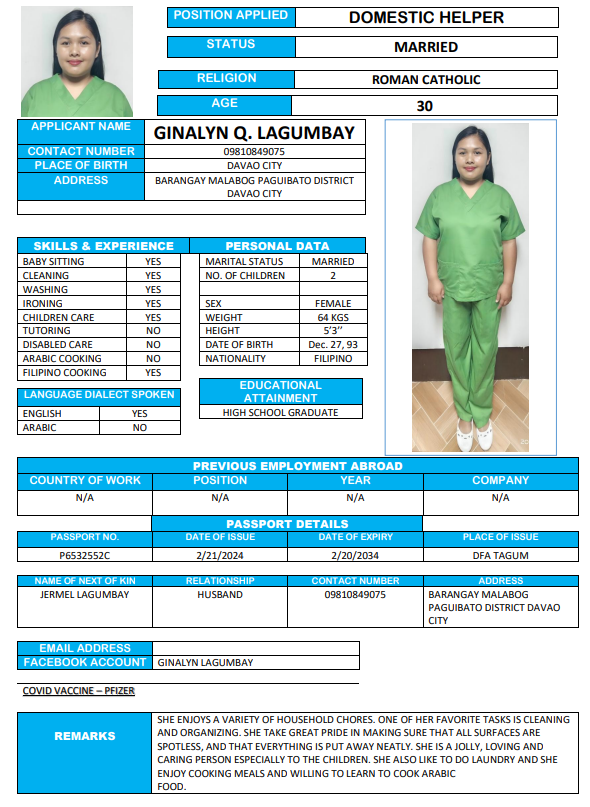 POSITION APPLIED DOMESTIC HELPER
STATUS MARRIED
RELIGION ROMAN CATHOLIC
AGE 30
APPLICANT NAME GINALYN Q. LAGUMBAY
CONTACT NUMBER 09810849075
PLACE OF BIRTH DAVAO CITY
ADDRESS BARANGAY MALABOG PAGUIBATO DISTRICT
DAVAO CITY
SKILLS & EXPERIENCE PERSONAL DATA
BABY SITTING YES MARITAL STATUS MARRIED
CLEANING YES NO. OF CHILDREN 2
WASHING YES
IRONING YES SEX FEMALE
CHILDREN CARE YES WEIGHT 64 KGS
TUTORING NO HEIGHT 5’3’’
DISABLED CARE NO DATE OF BIRTH Dec. 27, 93
ARABIC COOKING NO NATIONALITY FILIPINO
FILIPINO COOKING YES
LANGUAGE DIALECT SPOKEN
ENGLISH YES
ARABIC NO
EDUCATIONAL
ATTAINMENT
HIGH SCHOOL GRADUATE
PREVIOUS EMPLOYMENT ABROAD
COUNTRY OF WORK POSITION YEAR COMPANY
N/A N/A N/A N/A
PASSPORT DETAILS
PASSPORT NO. DATE OF ISSUE DATE OF EXPIRY PLACE OF ISSUE
P6532552C 2/21/2024 2/20/2034 DFA TAGUM
NAME OF NEXT OF KIN RELATIONSHIP CONTACT NUMBER ADDRESS
JERMEL LAGUMBAY HUSBAND 09810849075 BARANGAY MALABOG
PAGUIBATO DISTRICT DAVAO
CITY
EMAIL ADDRESS
FACEBOOK ACCOUNT GINALYN LAGUMBAY
COVID VACCINE – PFIZER
REMARKS
SHE ENJOYS A VARIETY OF HOUSEHOLD CHORES. ONE OF HER FAVORITE TASKS IS CLEANING
AND ORGANIZING. SHE TAKE GREAT PRIDE IN MAKING SURE THAT ALL SURFACES ARE
SPOTLESS, AND THAT EVERYTHING IS PUT AWAY NEATLY. SHE IS A JOLLY, LOVING AND
CARING PERSON ESPECIALLY TO THE CHILDREN. SHE ALSO LIKE TO DO LAUNDRY AND SHE
ENJOY COOKING MEALS AND WILLING TO LEARN TO COOK ARABIC
FOOD.